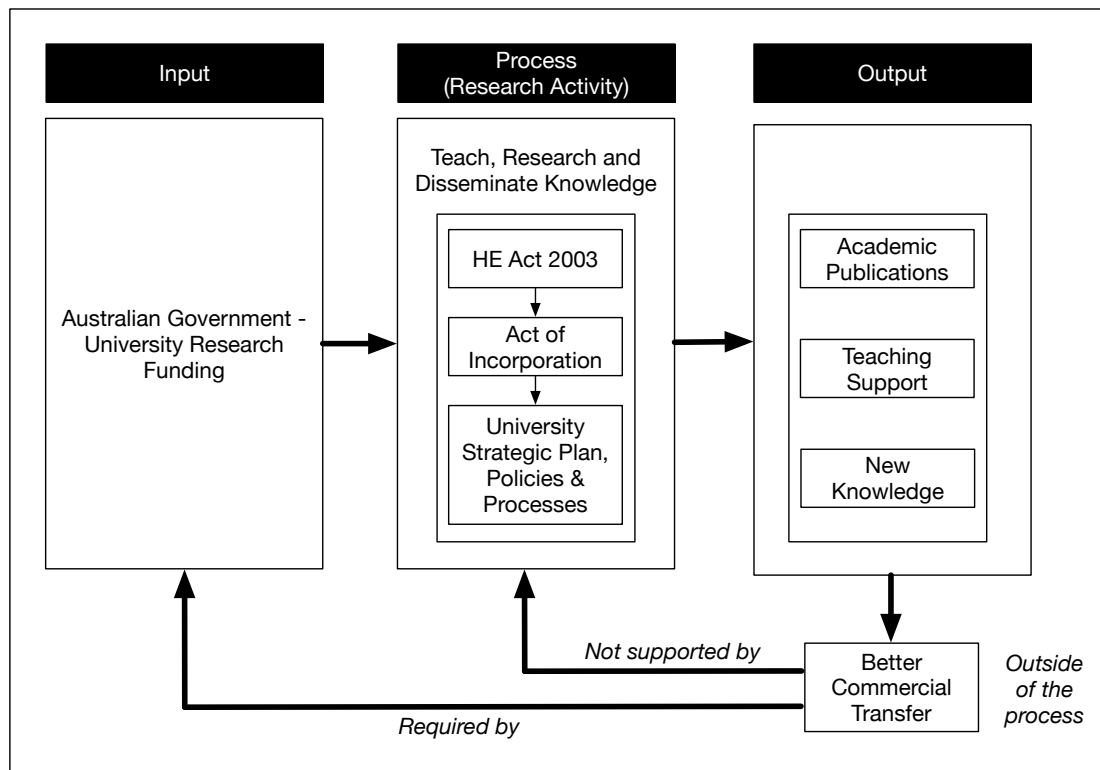 Input
Process
(Research Activity)
Output
Australian Government -
University Research
Funding
Teach, Research and
Disseminate Knowledge
HE Act 2003
Act of
Incorporation
University
Strategic Plan,
Policies &
Processes
Academic
Publications
Teaching
Support
New
Knowledge
Not supported by
Required by
Better
Commercial
Transfer
Outside
of the
process